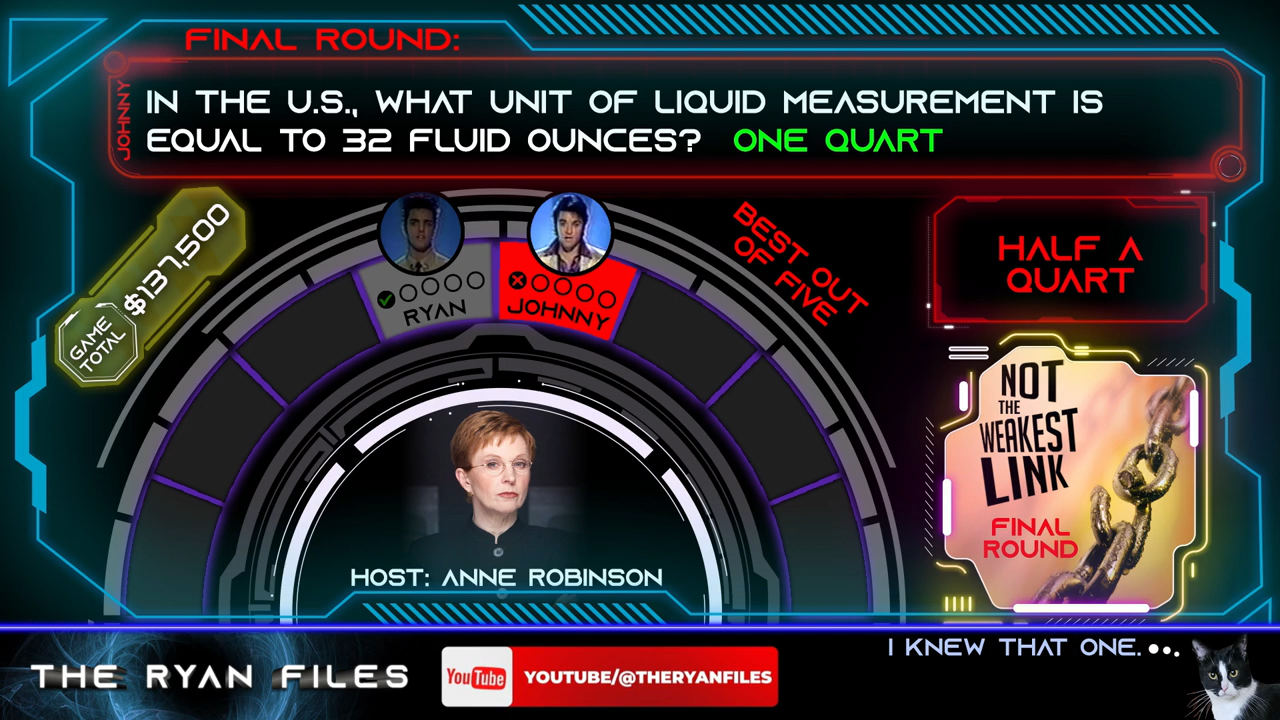 FINAL ROUND:
JOHNNY
IN THE U.S., WHAT UNIT OF LIQUID MEASUREMENT IS
EQUAL TO 32 FLUID OUNCES? ONE QUART
GAME
TOTAL
$137,500
RYAN
JOHNNY
BEST OUT
OF FIVE
HALF A
QUART
NOT
THE
WEAKEST
LINK
FINAL
ROUND
HOST: ANNE ROBINSON
THE RYAN FILES
YouTube
YOUTUBE/@THERYANFILES
I KNEW THAT ONE...